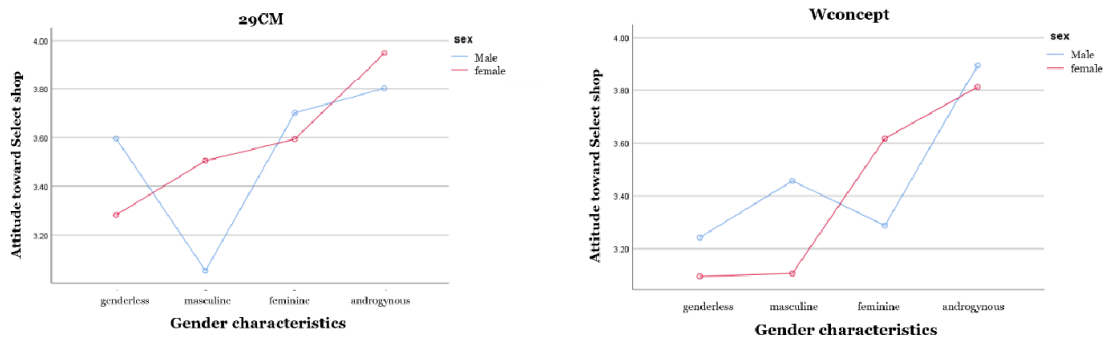 29CM
sex
Male
female
Attitude toward Select shop
4.00
3.80
3.60
3.40
3.20
genderless masculine feminine androgynous
Gender characteristics
Wconcept
sex
Male
female
Attitude toward Select shop
4.00
3.80
3.60
3.40
3.20
genderless masculine feminine androgynous
Gender characteristics